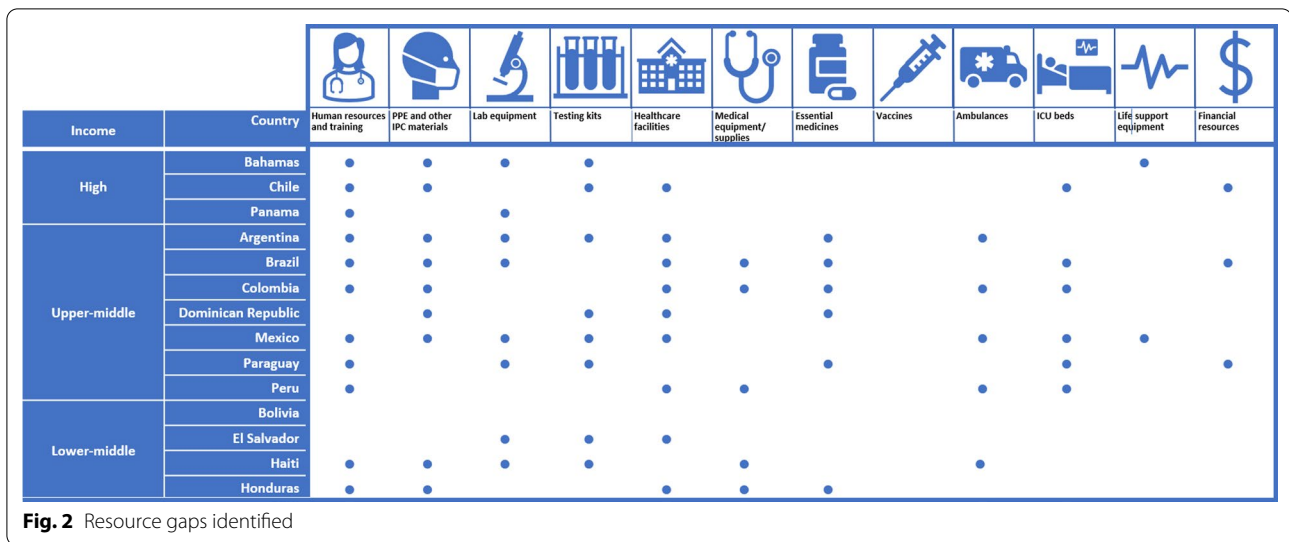 Income
Country
Human resources and training
PPE and other IPC materials
Lab equipment
Testing kits
Healthcare facilities
Medical equipment/ supplies
Essential medicines
Vaccines
Ambulances
ICU beds
Life support equipment
Financial resources
High
Bahamas
Chile
Panama
Upper-middle
Argentina
Brazil
Colombia
Dominican Republic
Mexico
Paraguay
Peru
Lower-middle
Bolivia
El Salvador
Haiti
Honduras
Fig. 2 Resource gaps identified